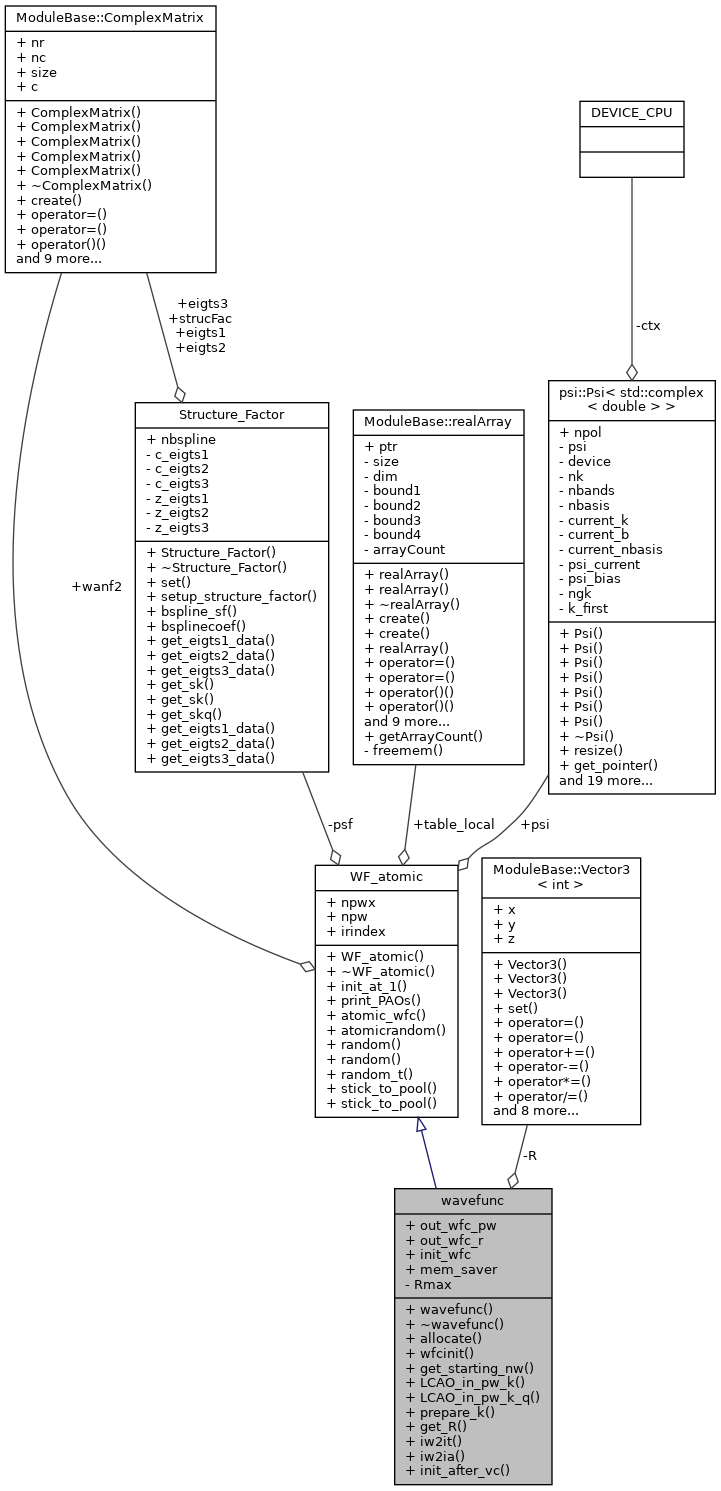 ModuleBase::ComplexMatrix
+ nr
+ nc
+ size
+ c
+ ComplexMatrix()
+ ComplexMatrix()
+ ComplexMatrix()
+ ComplexMatrix()
+ ComplexMatrix()
+ ~ComplexMatrix()
+ create()
+ operator=()
+ operator=()
+ operator()()
and 9 more...
DEVICE_CPU
+eigts3
+strucFac
+eigts1
+eigts2
-ctx
Structure_Factor
+ nbspline
- c_eigts1
- c_eigts2
- c_eigts3
- z_eigts1
- z_eigts2
- z_eigts3
+ Structure_Factor()
+ ~Structure_Factor()
+ set()
+ setup_structure_factor()
+ bspline_sf()
+ bsplinecoef()
+ get_eigts1_data()
+ get_eigts2_data()
+ get_eigts3_data()
+ get_sk()
+ get_sk()
+ get_skq()
+ get_eigts1_data()
+ get_eigts2_data()
+ get_eigts3_data()
ModuleBase::realArray
+ ptr
- size
- dim
- bound1
- bound2
- bound3
- bound4
- arrayCount
+ realArray()
+ realArray()
+ ~realArray()
+ create()
+ create()
+ realArray()
+ operator=()
+ operator=()
+ operator()()
+ operator()()
and 9 more...
+ getArrayCount()
- freemem()
psi::Psi< std::complex
< double > >
+ npol
- psi
- device
- nk
- nbands
- nbasis
- current_k
- current_b
- current_nbasis
- psi_current
- psi_bias
- ngk
- k_first
+ Psi()
+ Psi()
+ Psi()
+ Psi()
+ Psi()
+ Psi()
+ Psi()
+ ~Psi()
+ resize()
+ get_pointer()
and 19 more...
+wanf2
-psf
+table_local
+psi
WF_atomic
+ npwx
+ npw
+ irindex
+ WF_atomic()
+ ~WF_atomic()
+ init_at_1()
+ print_PAOs()
+ atomic_wfc()
+ atomicrandom()
+ random()
+ random()
+ random_t()
+ stick_to_pool()
+ stick_to_pool()
ModuleBase::Vector3
< int >
+ x
+ y
+ z
+ Vector3()
+ Vector3()
+ Vector3()
+ set()
+ operator=()
+ operator=()
+ operator+=()
+ operator-=()
+ operator*=()
+ operator/=()
and 8 more...
-R
wavefunc
+ out_wfc_pw
+ out_wfc_r
+ init_wfc
+ mem_saver
- Rmax
+ wavefunc()
+ ~wavefunc()
+ allocate()
+ wfcinit()
+ get_starting_nw()
+ LCAO_in_pw_k()
+ LCAO_in_pw_k_q()
+ prepare_k()
+ get_R()
+ iw2it()
+ iw2ia()
+ init_after_vc()